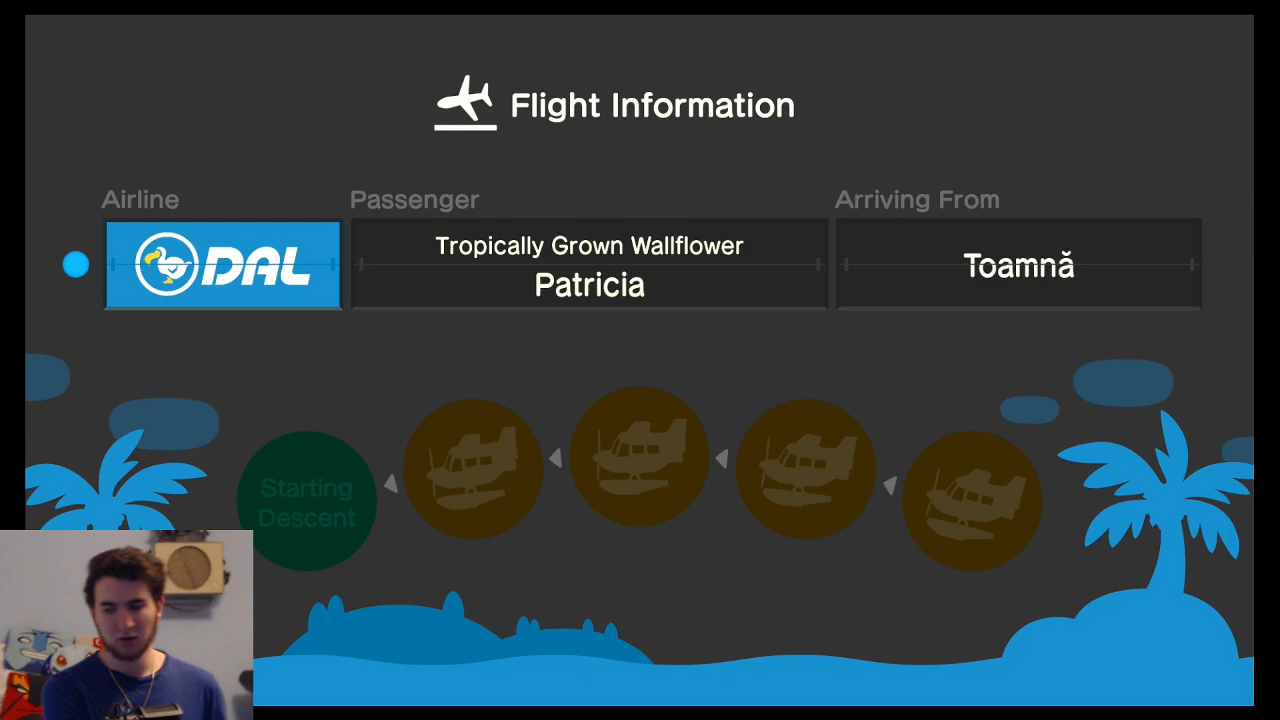 Flight Information
Airline
Passenger
Arriving From
DAL
Tropically Grown Wallflower
Patricia
Toamnă
Starting
Descent